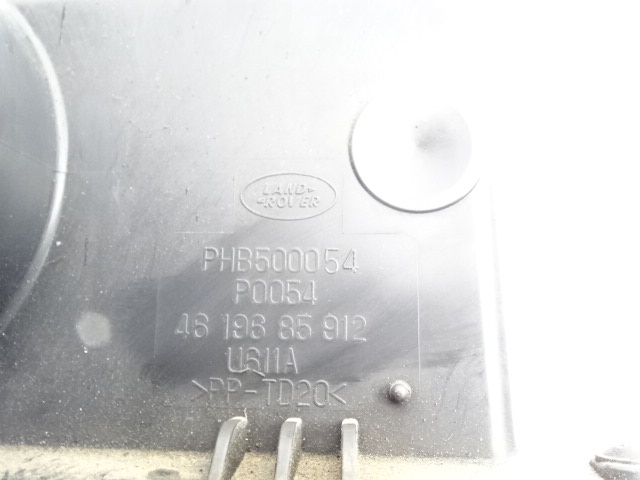 LAND-
-ROVER
PHB500054
P0054
46 196 85 912
U611A
>PP-TD20<